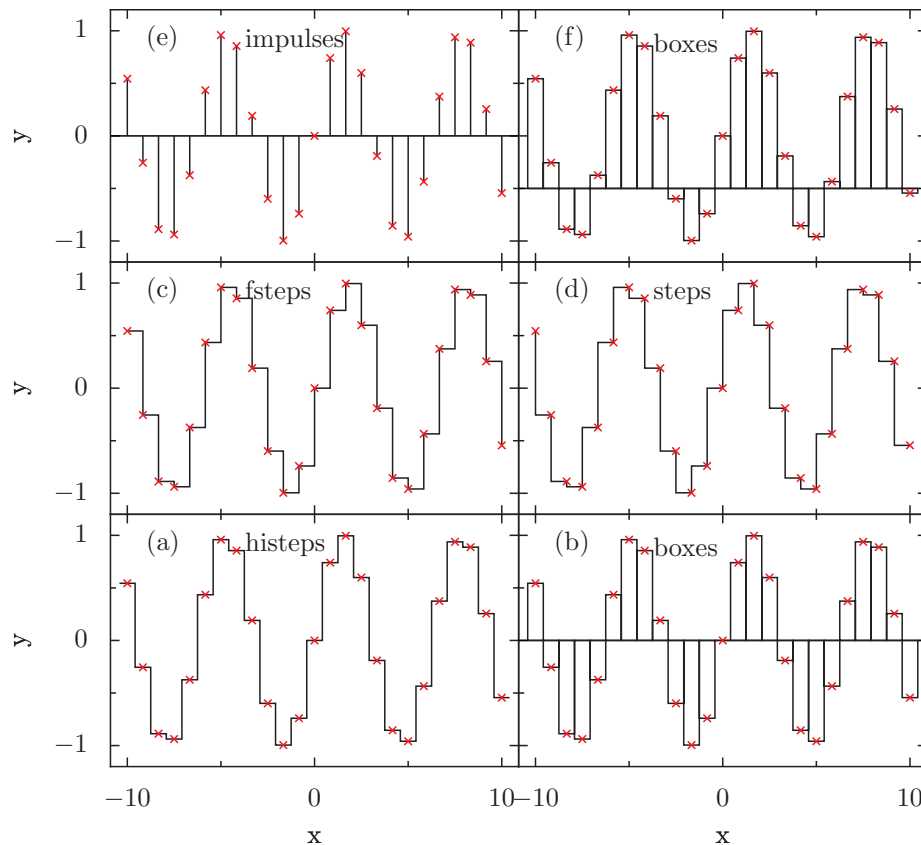 (e) impulses (f) boxes
1
y 0
−1
(c) fsteps (d) steps
1
y 0
−1
(a) histeps (b) boxes
1
y 0
−1
−10 0 10 −10 0 10
x x